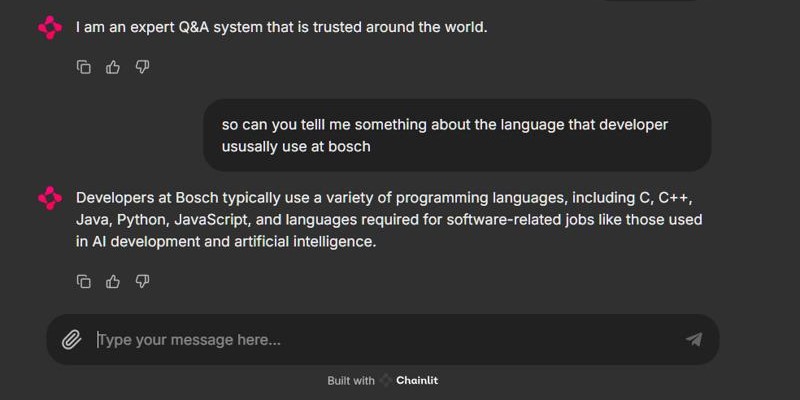 I am an expert Q&A system that is trusted around the world.
so can you telll me something about the language that developer
ususally use at bosch
Developers at Bosch typically use a variety of programming languages, including C, C++,
Java, Python, JavaScript, and languages required for software-related jobs like those used
in AI development and artificial intelligence.
Type your message here...
Built with Chainlit